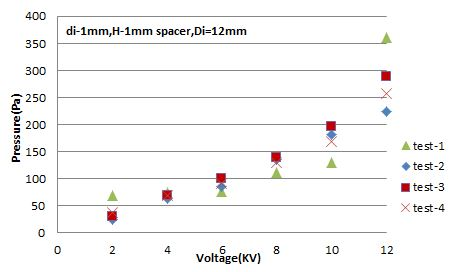 di-1mm,H-1mm spacer,Di=12mm
400
350
300
250
200
150
100
50
0
Pressure(Pa)
0 2 4 6 8 10 12
Voltage(KV)
test-1
test-2
test-3
test-4